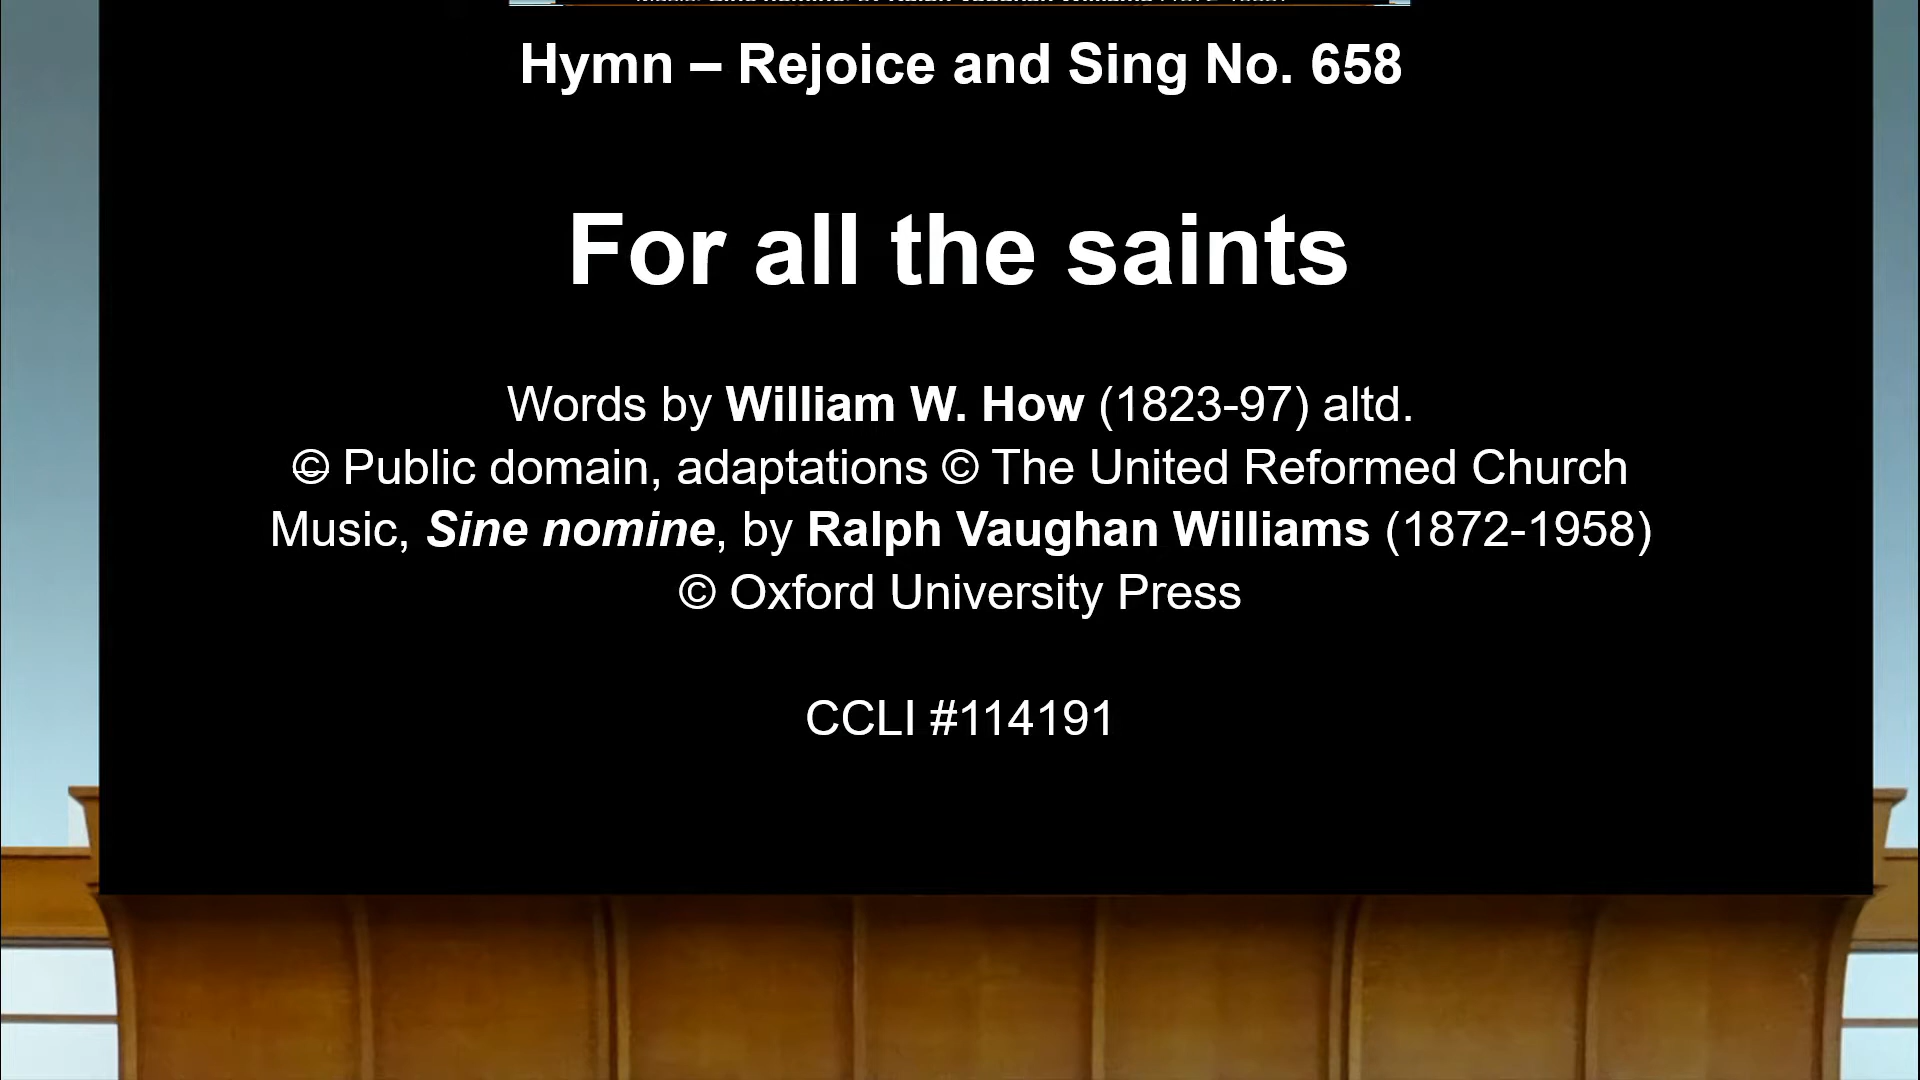 Hymn – Rejoice and Sing No. 658
For all the saints
Words by William W. How (1823-97) altd.
© Public domain, adaptations © The United Reformed Church
Music, Sine nomine, by Ralph Vaughan Williams (1872-1958)
© Oxford University Press
CCLI #114191